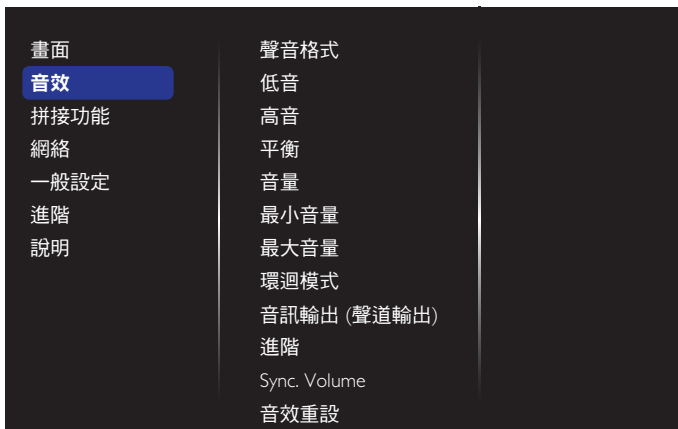 畫面
音效
拼接功能
網絡
一般設定
進階
說明
聲音格式
低音
高音
平衡
音量
最小音量
最大音量
環迴模式
音訊輸出 (聲道輸出)
進階
Sync. Volume
音效重設